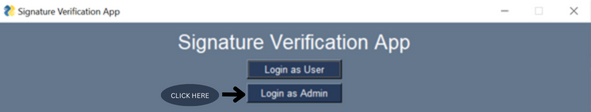 Signature Verification App
Signature Verification App
Login as User
CLICK HERE
Login as Admin